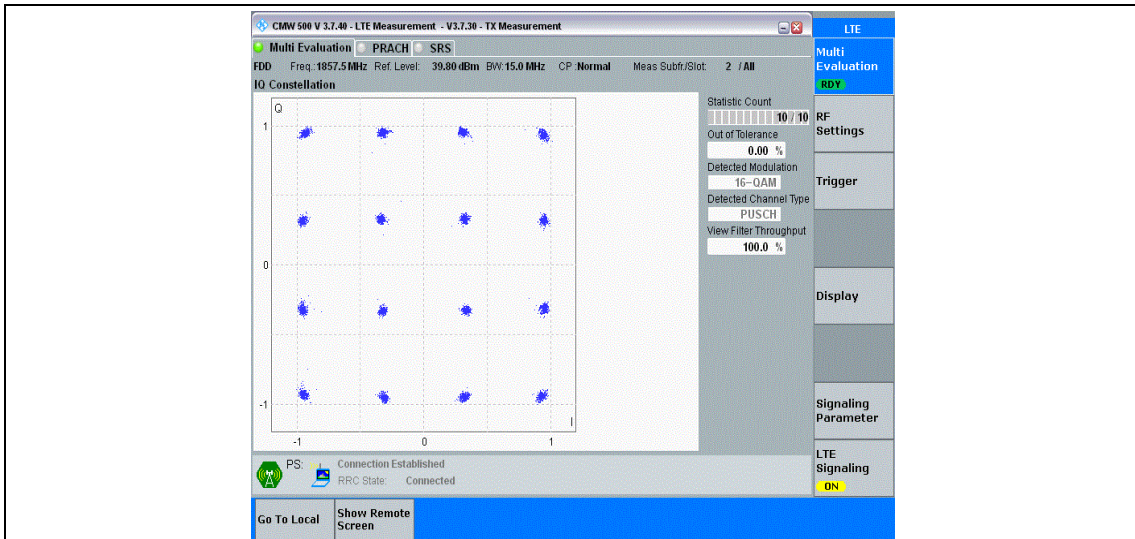 CMW 500 V 3.7.40 - LTE Measurement - V3.7.30 - TX Measurement
LTE
Multi Evaluation PRACH SRS
FDD Freq.:1857.5 MHz Ref. Level: 39.80 dBm BW:15.0 MHz CP :Normal Meas Subfr./Slot: 2 / All
IQ Constellation
Q
1
0
-1
-1 0 1
I
Statistic Count
10 / 10
Out of Tolerance
0.00 %
Detected Modulation
16-QAM
Detected Channel Type
PUSCH
View Filter Throughput
100.0 %
Multi
Evaluation
RDY
RF
Settings
Trigger
Display
Signaling
Parameter
LTE
Signaling
ON
PS: Connection Established
RRC State: Connected
Go To Local
Show Remote
Screen